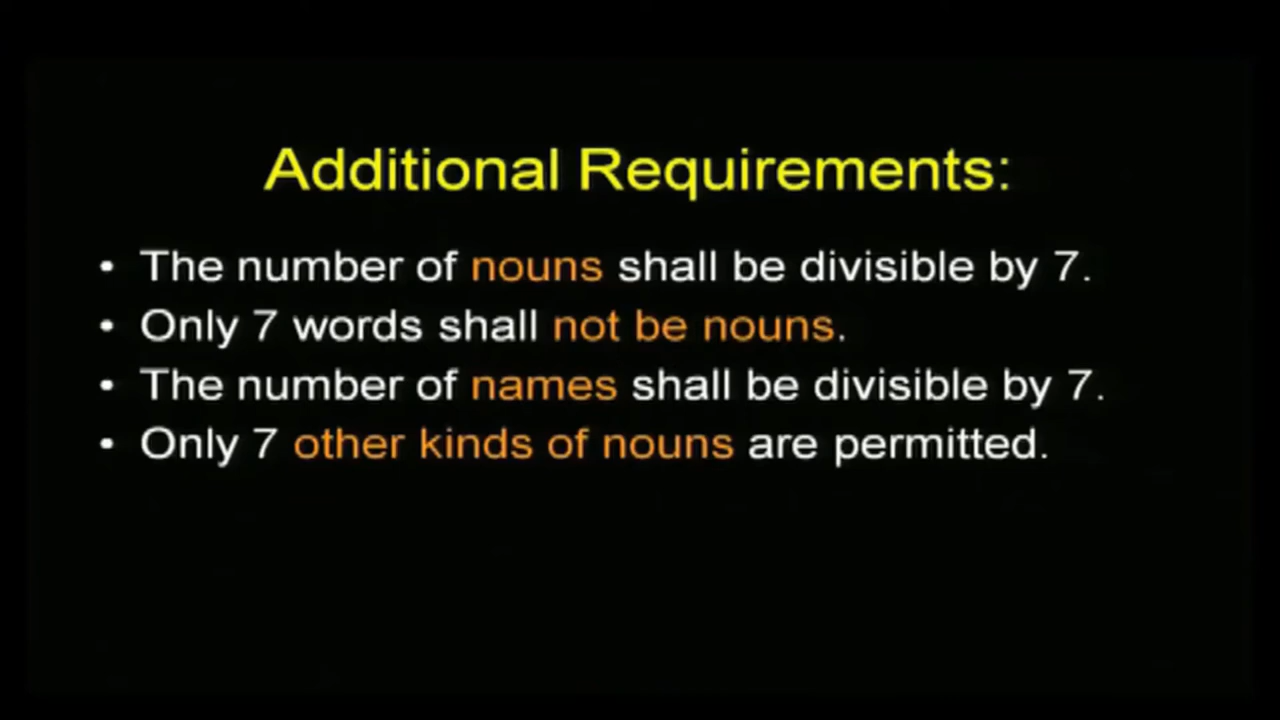 Additional Requirements:
• The number of nouns shall be divisible by 7.
• Only 7 words shall not be nouns.
• The number of names shall be divisible by 7.
• Only 7 other kinds of nouns are permitted.